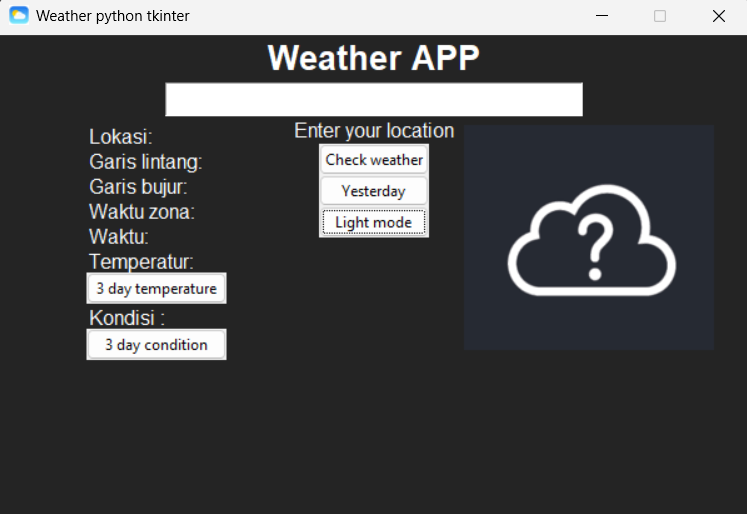 Weather python tkinter
Weather APP
Enter your location
Check weather
Yesterday
Light mode
Lokasi:
Garis lintang:
Garis bujur:
Waktu zona:
Waktu:
Temperatur:
3 day temperature
Kondisi :
3 day condition
?